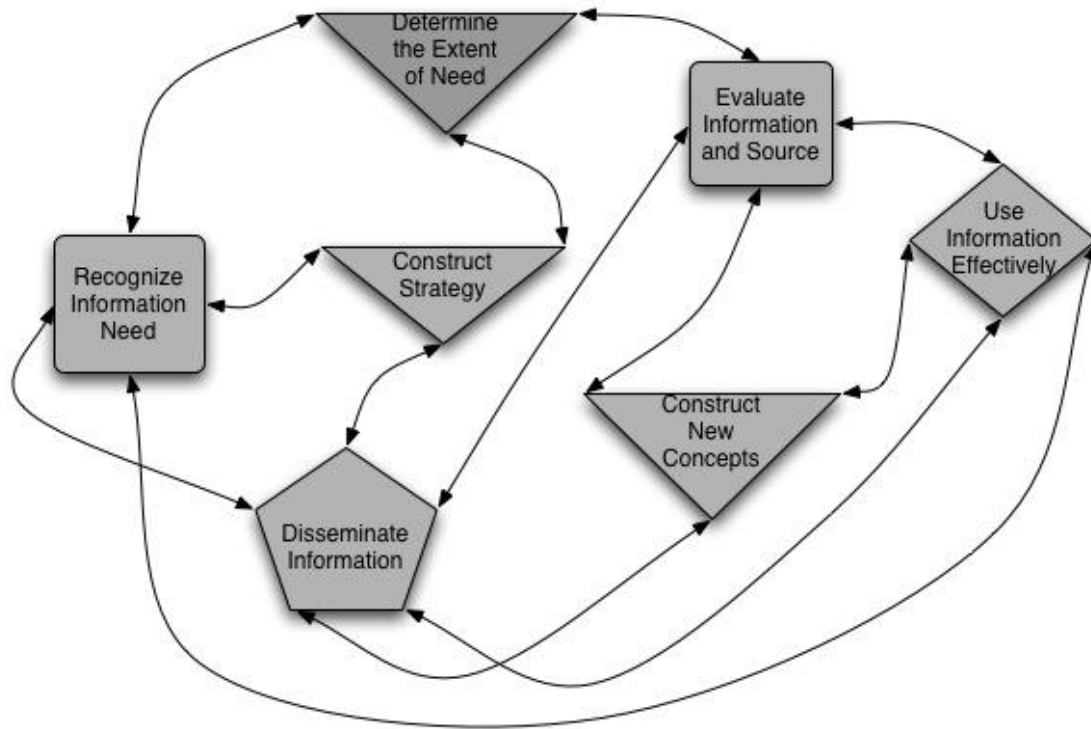 Determine
the Extent
of Need
Evaluate
Information
and Source
Use
Information
Effectively
Recognize
Information
Need
Construct
Strategy
Construct
New
Concepts
Disseminate
Information